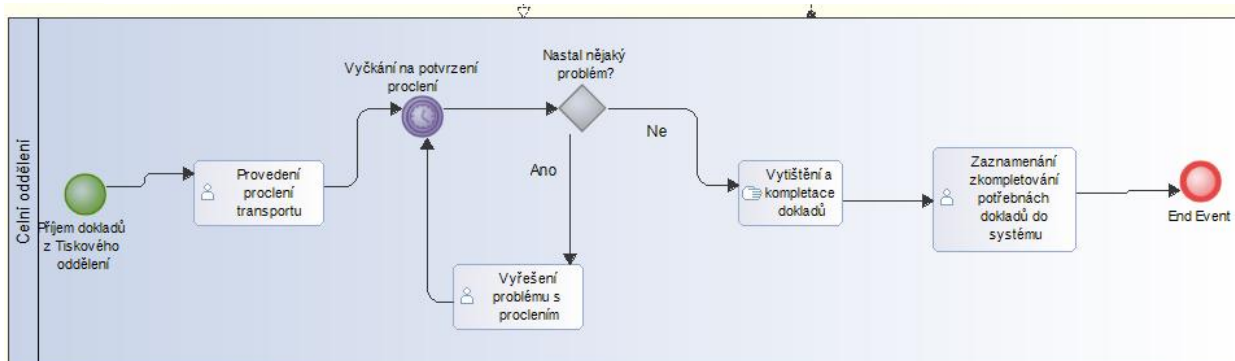 Celní oddělení
Příjem dokladů
z Tiskového
oddělení
Provedení
proclení
transportu
Vyčkání na potvrzení
proclení
Nastal nějaký
problém?
Ano
Ne
Vyřešení
problému s
proclením
Vytištění a
kompletace
dokladů
Zaznamenání
zkompletování
potřebnách
dokladů do
systému
End Event